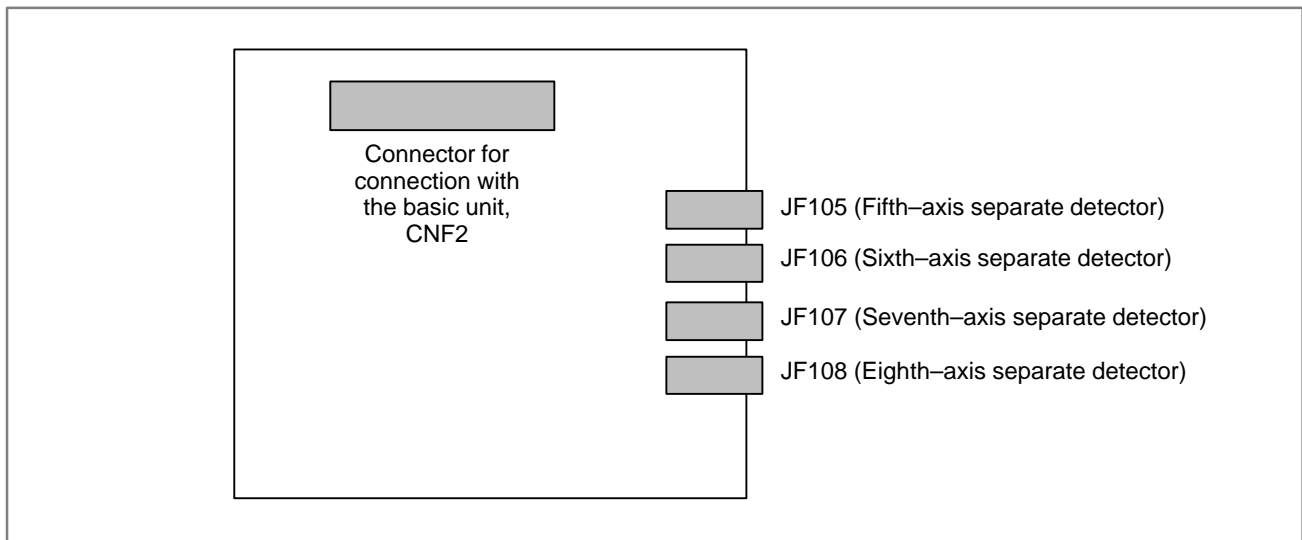 Connector for
connection with
the basic unit,
CNF2
JF105 (Fifth–axis separate detector)
JF106 (Sixth–axis separate detector)
JF107 (Seventh–axis separate detector)
JF108 (Eighth–axis separate detector)